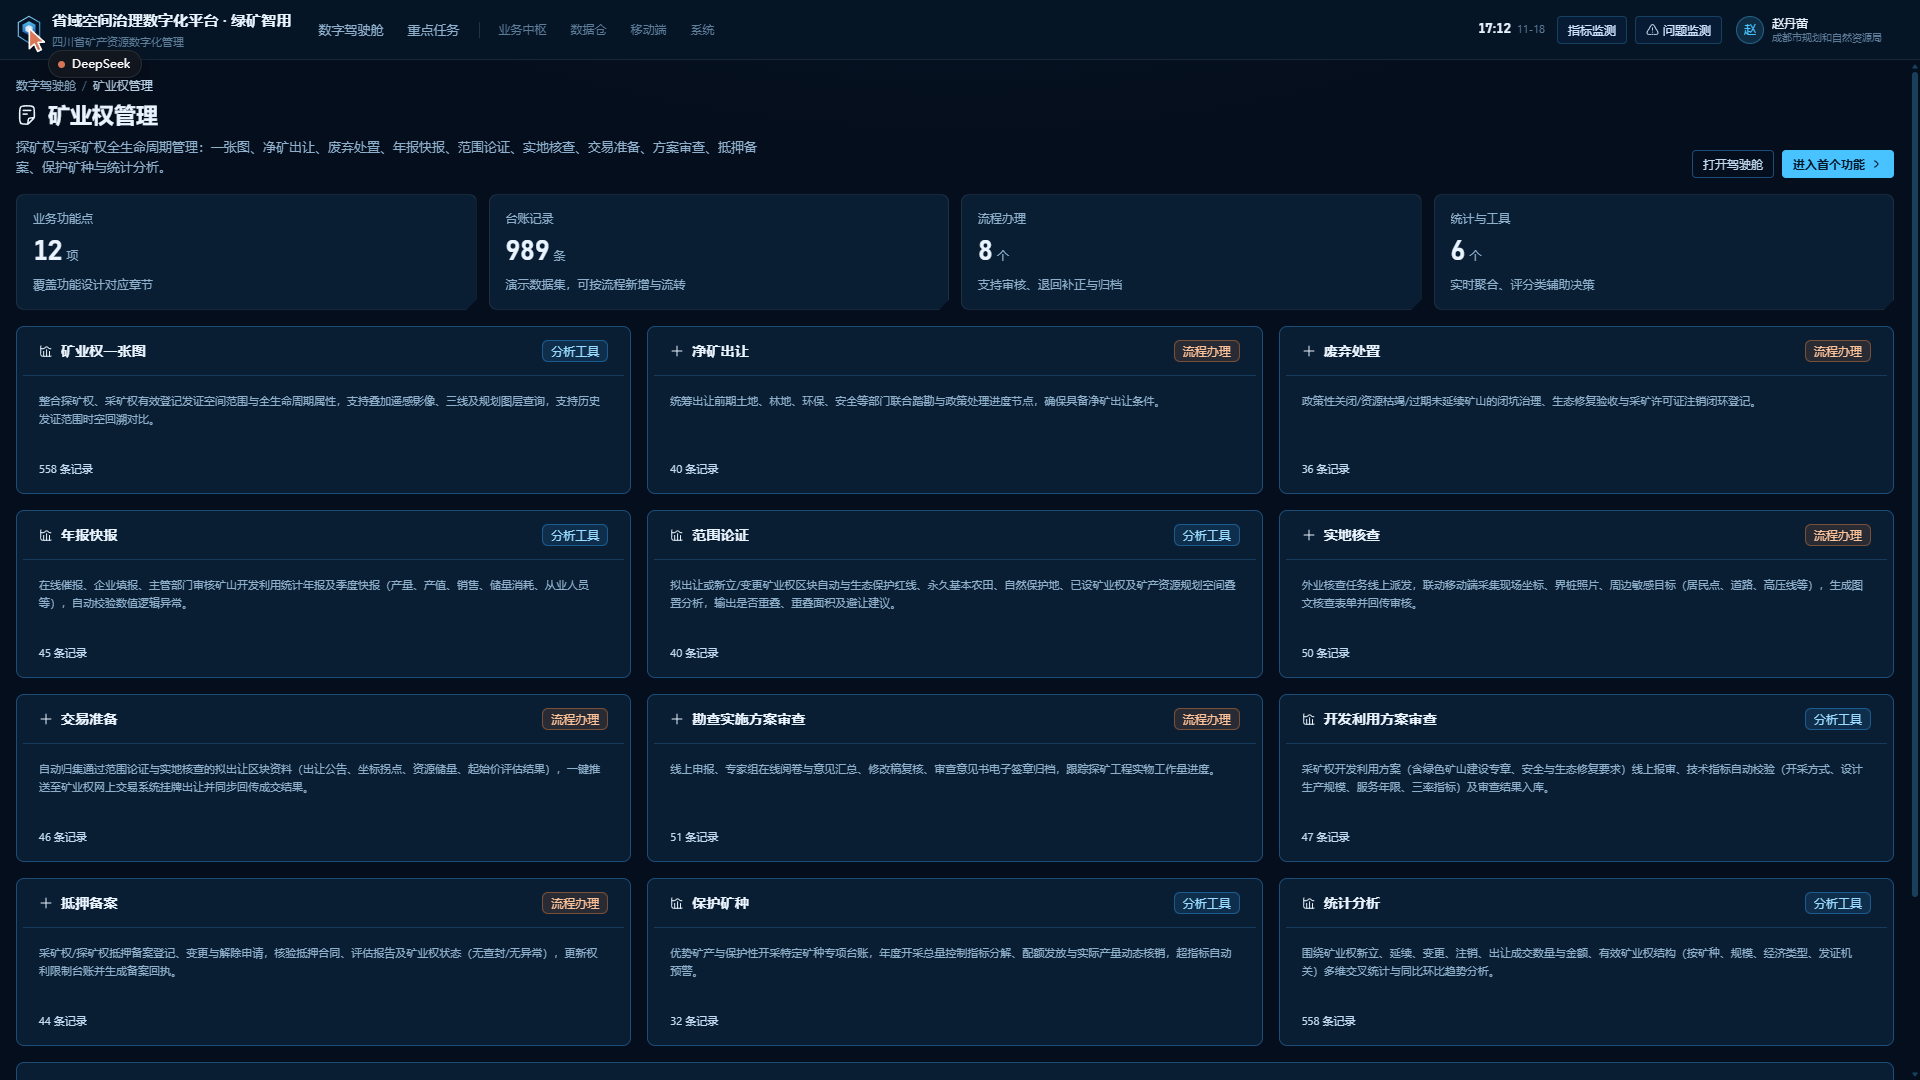 省域空间治理数字化平台 · 绿矿智用
四川省矿产资源数字化管理
数字驾驶舱
重点任务
业务中枢
数据仓
移动端
系统
17:12 11-18
指标监测
问题监测
赵
赵丹苗
成都市规划和自然资源局
DeepSeek
数字驾驶舱 / 矿业权管理
矿业权管理
探矿权与采矿权全生命周期管理：一张图、净矿出让、废弃处置、年报快报、范围论证、实地核查、交易准备、方案审查、抵押备
案、保护矿种与统计分析。
打开驾驶舱
进入首个功能
业务功能点
12 项
覆盖功能设计对应章节
台账记录
989 条
演示数据集，可按流程新增与流转
流程办理
8 个
支持审核、退回补正与归档
统计与工具
6 个
实时聚合、评分类辅助决策
矿业权一张图
分析工具
整合探矿权、采矿权有效登记发证空间范围与全生命周期属性，支持叠加遥感影像、三线及规划图层查询，支持历史
发证范围时空回溯对比。
558 条记录
净矿出让
流程办理
统筹出让前期土地、林地、环保、安全等部门联合踏勘与政策处理进度节点，确保具备净矿出让条件。
40 条记录
废弃处置
流程办理
政策性关闭/资源枯竭/过期未延续矿山的闭坑治理、生态修复验收与采矿许可证注销闭环登记。
36 条记录
年报快报
分析工具
在线催报、企业填报、主管部门审核矿山开发利用统计年报及季度快报（产量、产值、销售、储量消耗、从业人员
等），自动校验数值逻辑异常。
45 条记录
范围论证
分析工具
拟出让或新立/变更矿业权区块自动与生态保护红线、永久基本农田、自然保护地、已设矿业权及矿产资源规划空间叠
置分析，输出是否重叠、重叠面积及避让建议。
40 条记录
实地核查
流程办理
外业核查任务线上派发，联动移动端采集现场坐标、界桩照片、周边敏感目标（居民点、道路、高压线等），生成图
文核查表单并回传审核。
50 条记录
交易准备
流程办理
自动归集通过范围论证与实地核查的拟出让区块资料（出让公告、坐标拐点、资源储量、起始价评估结果），一键推
送至矿业权网上交易系统挂牌出让并同步回传成交结果。
46 条记录
勘查实施方案审查
流程办理
线上申报、专家组在线阅卷与意见汇总、修改稿复核、审查意见书电子签章归档，跟踪探矿工程实物工作量进度。
51 条记录
开发利用方案审查
分析工具
采矿权开发利用方案（含绿色矿山建设专章、安全与生态修复要求）线上报审、技术指标自动校验（开采方式、设计
生产规模、服务年限、三率指标）及审查结果入库。
47 条记录
抵押备案
流程办理
采矿权/探矿权抵押备案登记、变更与解除申请，核验抵押合同、评估报告及矿业权状态（无查封/无异常），更新权
利限制台账并生成备案回执。
44 条记录
保护矿种
分析工具
优势矿产与保护性开采特定矿种专项台账，年度开采总量控制指标分解、配额发放与实际产量动态核销，超指标自动
预警。
32 条记录
统计分析
分析工具
围绕矿业权新立、延续、变更、注销、出让成交数量与金额、有效矿业权结构（按矿种、规模、经济类型、发证机
关）多维交叉统计与同比环比趋势分析。
558 条记录